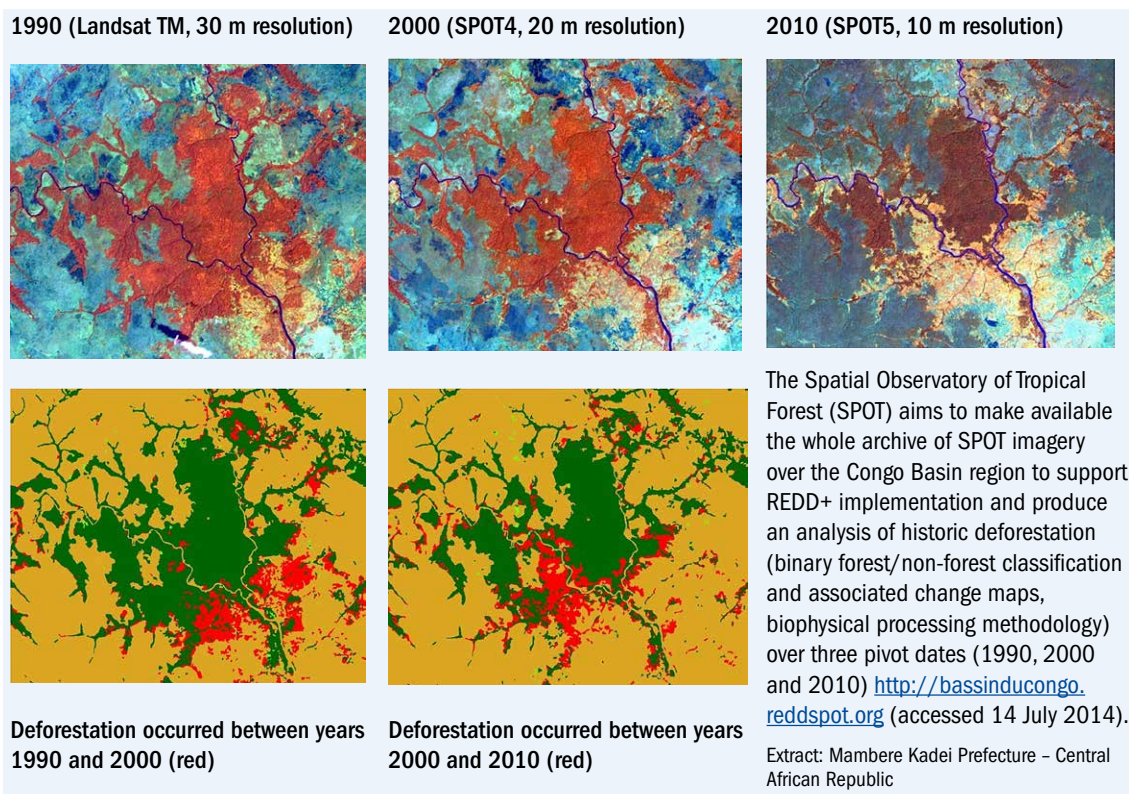 1990 (Landsat TM, 30 m resolution)
2000 (SPOT4, 20 m resolution)
2010 (SPOT5, 10 m resolution)
Deforestation occurred between years
1990 and 2000 (red)
Deforestation occurred between years
2000 and 2010 (red)
The Spatial Observatory of Tropical
Forest (SPOT) aims to make available
the whole archive of SPOT imagery
over the Congo Basin region to support
REDD+ implementation and produce
an analysis of historic deforestation
(binary forest/non-forest classification
and associated change maps,
biophysical processing methodology)
over three pivot dates (1990, 2000
and 2010) http://bassinducongo.
reddspot.org (accessed 14 July 2014).
Extract: Mambere Kadei Prefecture – Central
African Republic